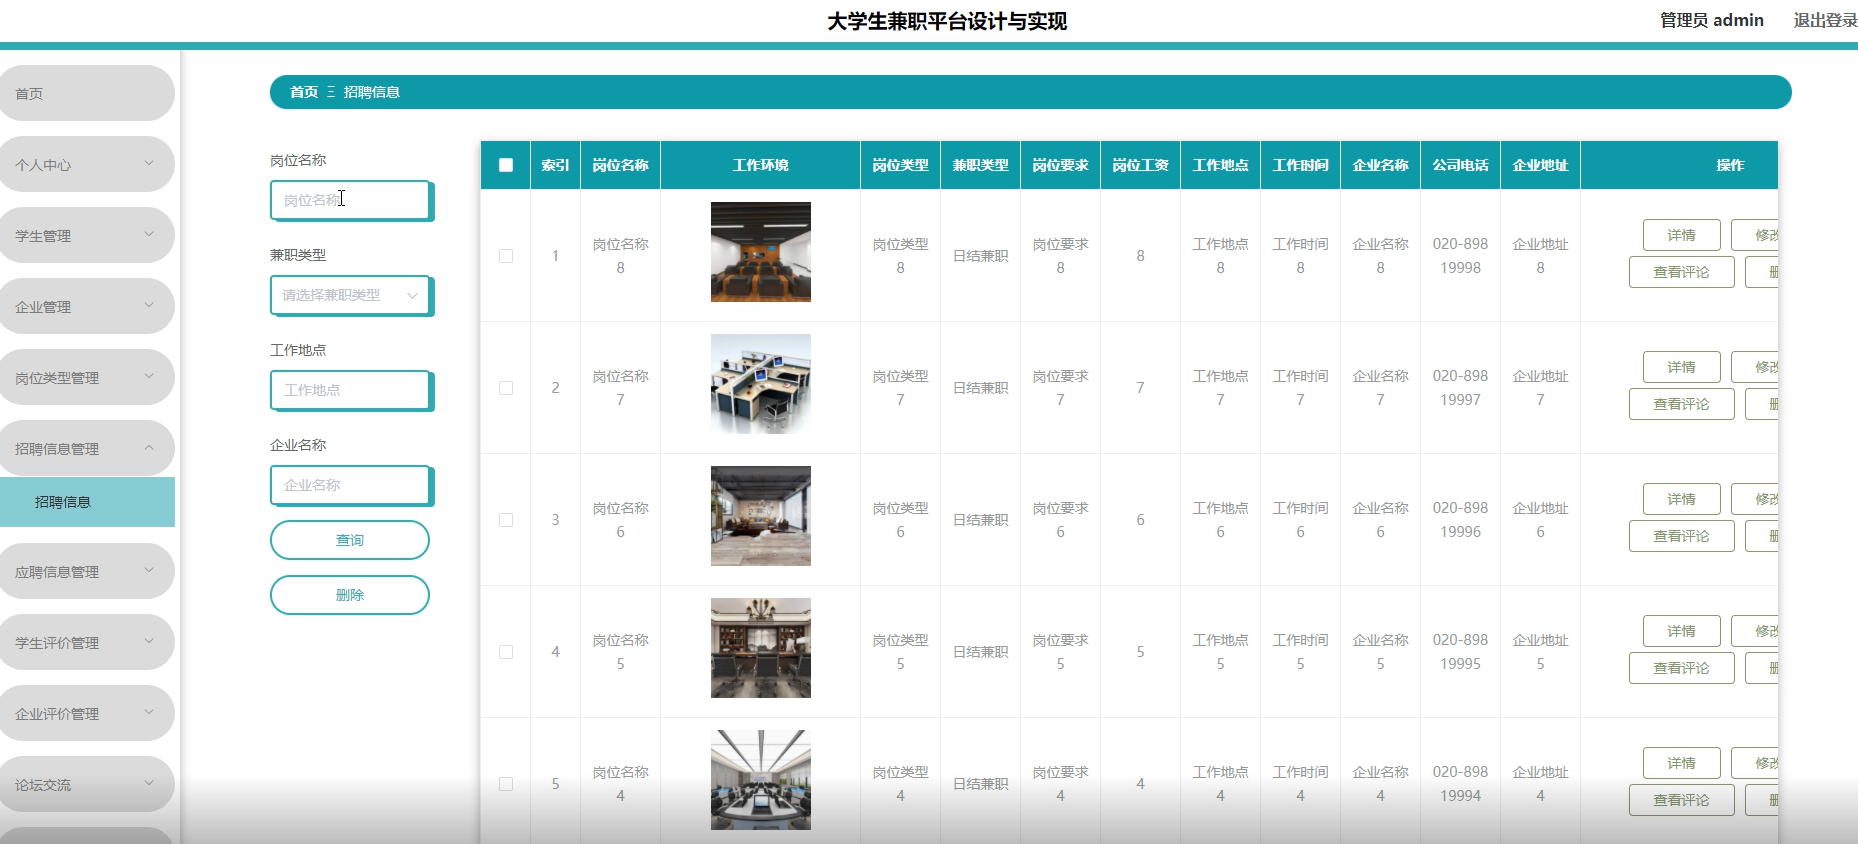 大学生兼职平台设计与实现
管理员 admin
退出登录
首页
个人中心
学生管理
企业管理
岗位类型管理
招聘信息管理
招聘信息
应聘信息管理
学生评价管理
企业评价管理
论坛交流
首页 Ξ 招聘信息
岗位名称
岗位名称
兼职类型
请选择兼职类型
工作地点
工作地点
企业名称
企业名称
查询
删除
索引 岗位名称 工作环境 岗位类型 兼职类型 岗位要求 岗位工资 工作地点 工作时间 企业名称 公司电话 企业地址 操作
1 岗位名称8 岗位类型8 日结兼职 岗位要求8 8 工作地点8 工作时间8 企业名称8 020-89819998 企业地址8 详情 修改 查看评论 删
2 岗位名称7 岗位类型7 日结兼职 岗位要求7 7 工作地点7 工作时间7 企业名称7 020-89819997 企业地址7 详情 修改 查看评论 删
3 岗位名称6 岗位类型6 日结兼职 岗位要求6 6 工作地点6 工作时间6 企业名称6 020-89819996 企业地址6 详情 修改 查看评论 删
4 岗位名称5 岗位类型5 日结兼职 岗位要求5 5 工作地点5 工作时间5 企业名称5 020-89819995 企业地址5 详情 修改 查看评论 删
5 岗位名称4 岗位类型4 日结兼职 岗位要求4 4 工作地点4 工作时间4 企业名称4 020-89819994 企业地址4 详情 修改 查看评论 删